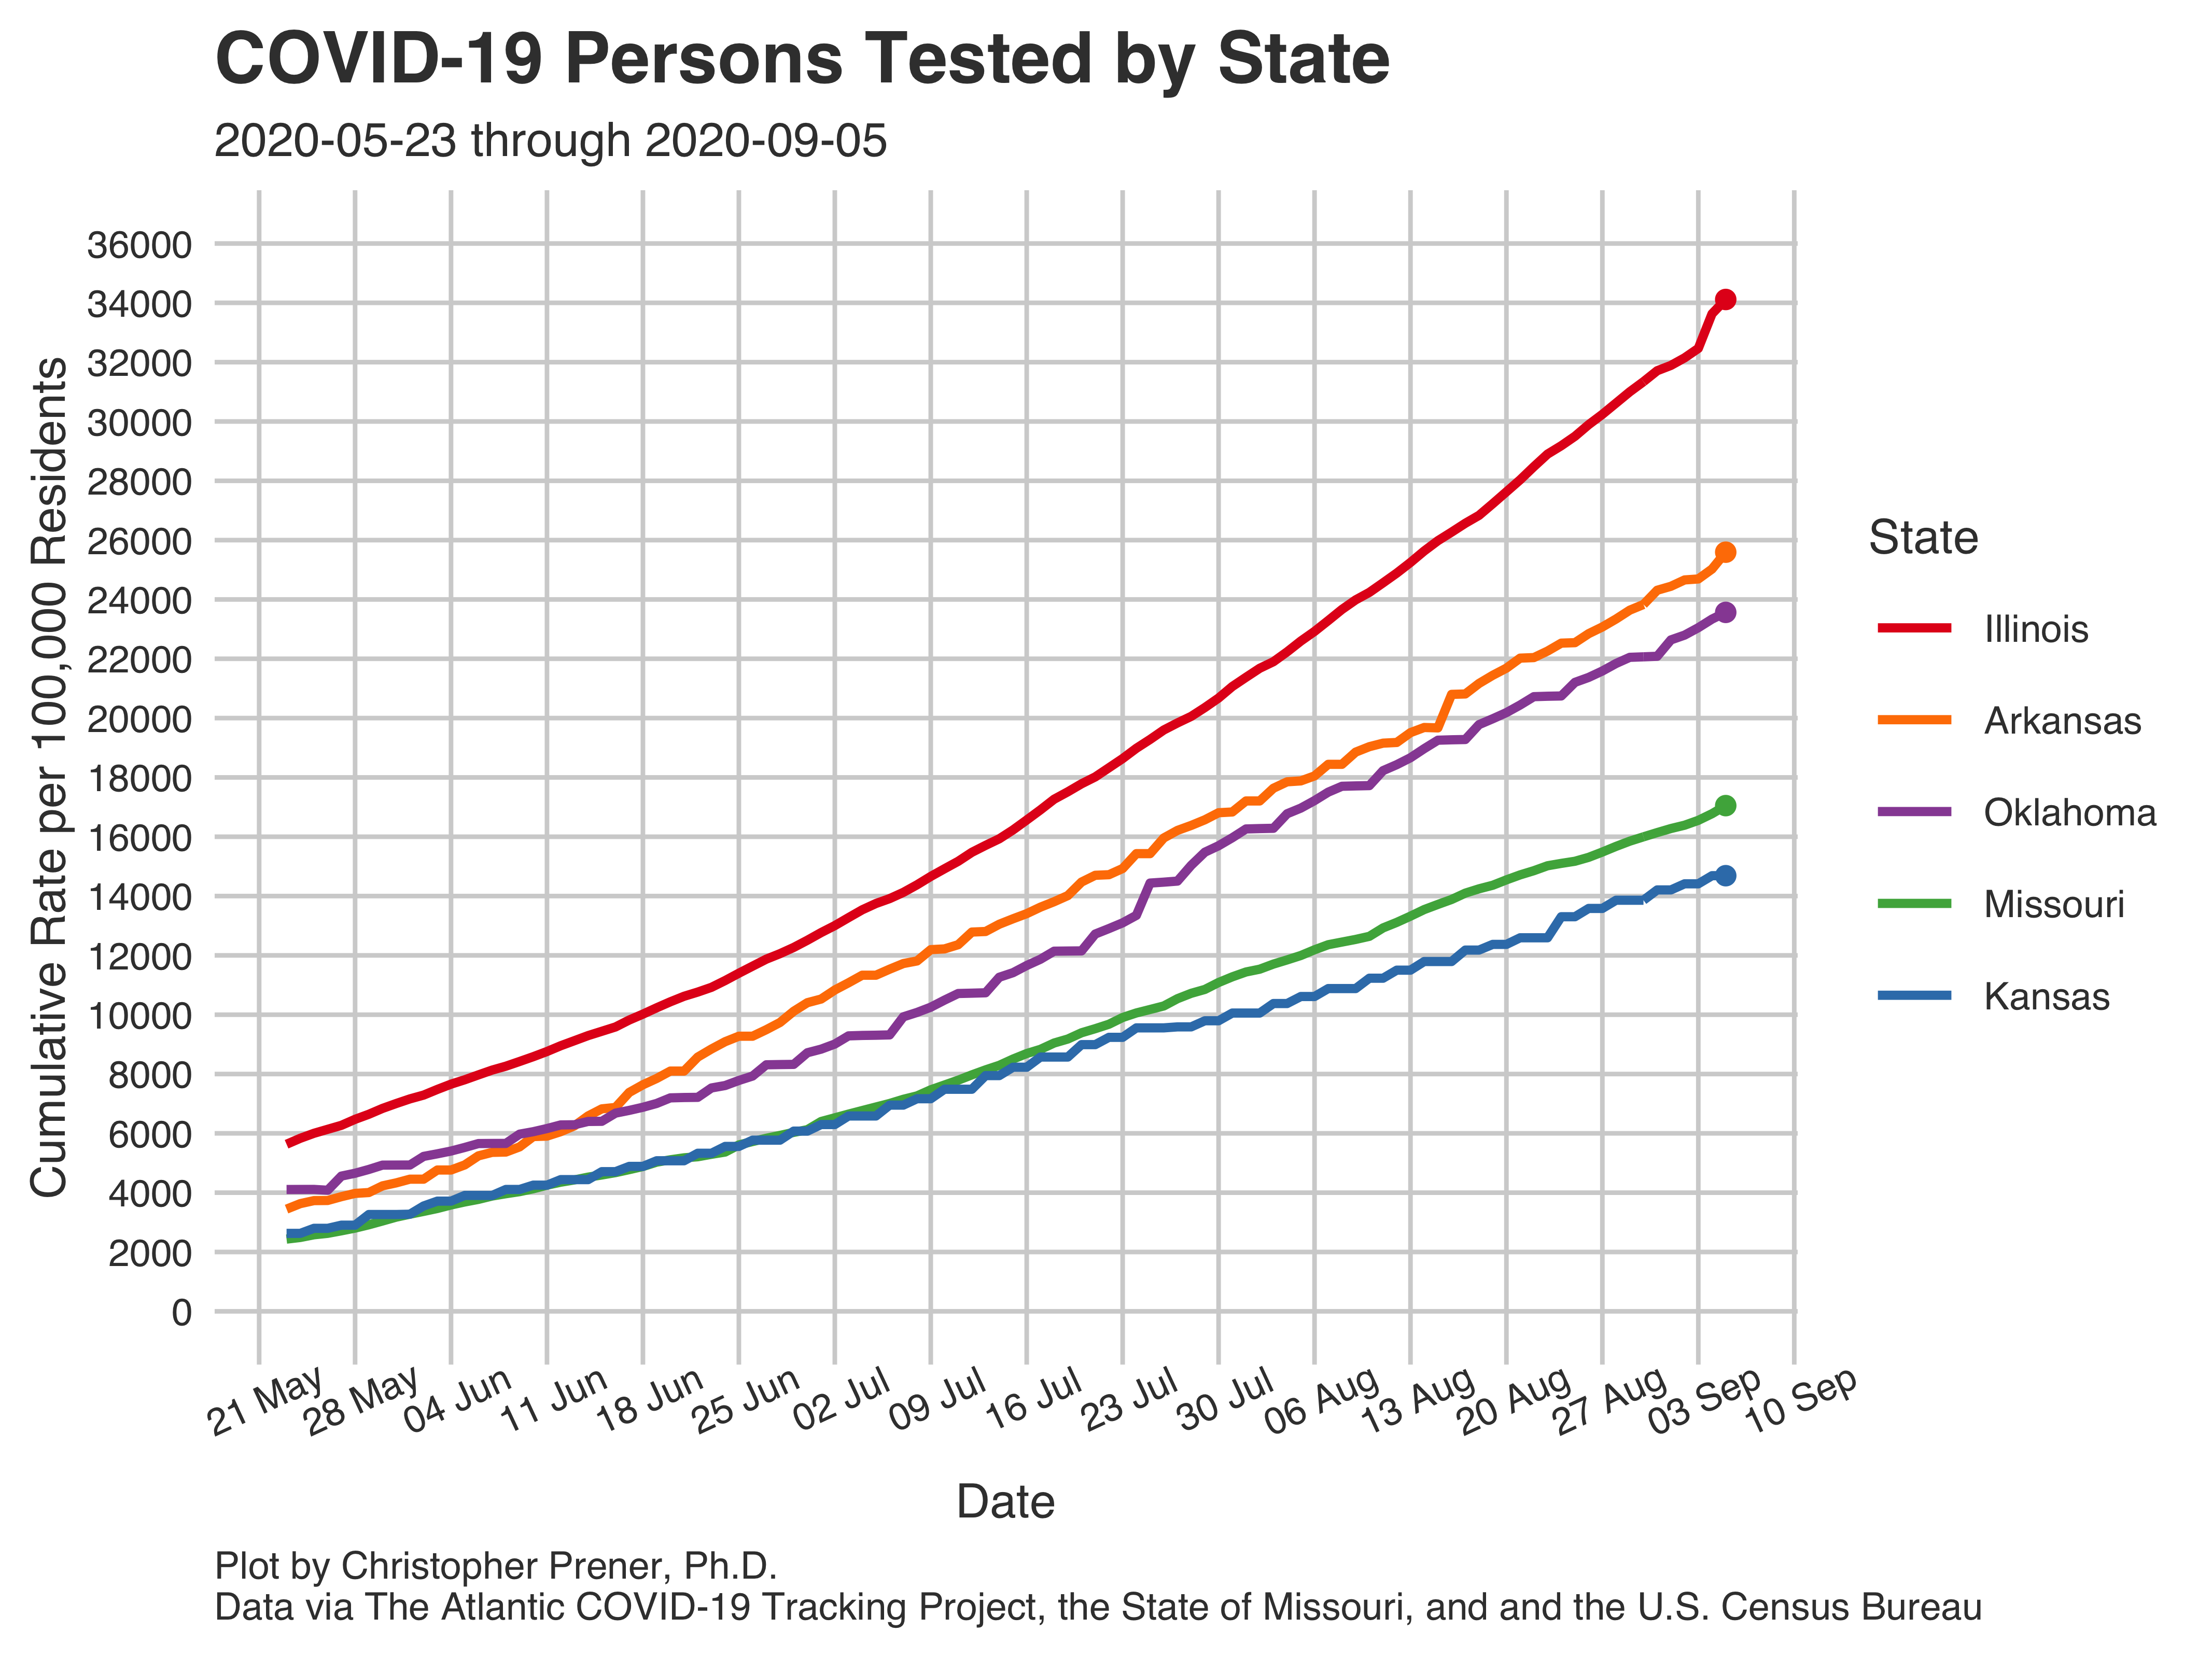 COVID-19 Persons Tested by State
2020-05-23 through 2020-09-05
Cumulative Rate per 100,000 Residents
36000
34000
32000
30000
28000
26000
24000
22000
20000
18000
16000
14000
12000
10000
8000
6000
4000
2000
0
21 May
28 May
04 Jun
11 Jun
18 Jun
25 Jun
02 Jul
09 Jul
16 Jul
23 Jul
30 Jul
06 Aug
13 Aug
20 Aug
27 Aug
03 Sep
10 Sep
Date
State
Illinois
Arkansas
Oklahoma
Missouri
Kansas
Plot by Christopher Prener, Ph.D.
Data via The Atlantic COVID-19 Tracking Project, the State of Missouri, and and the U.S. Census Bureau